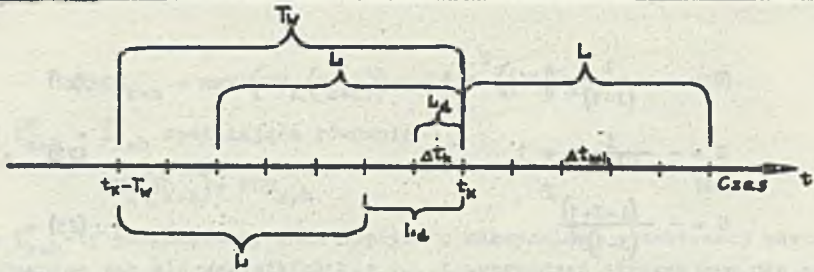 T_w
L L
L_d
Δt_k Δt_k+1
t_k-T_w t_k Czas t
L L_d